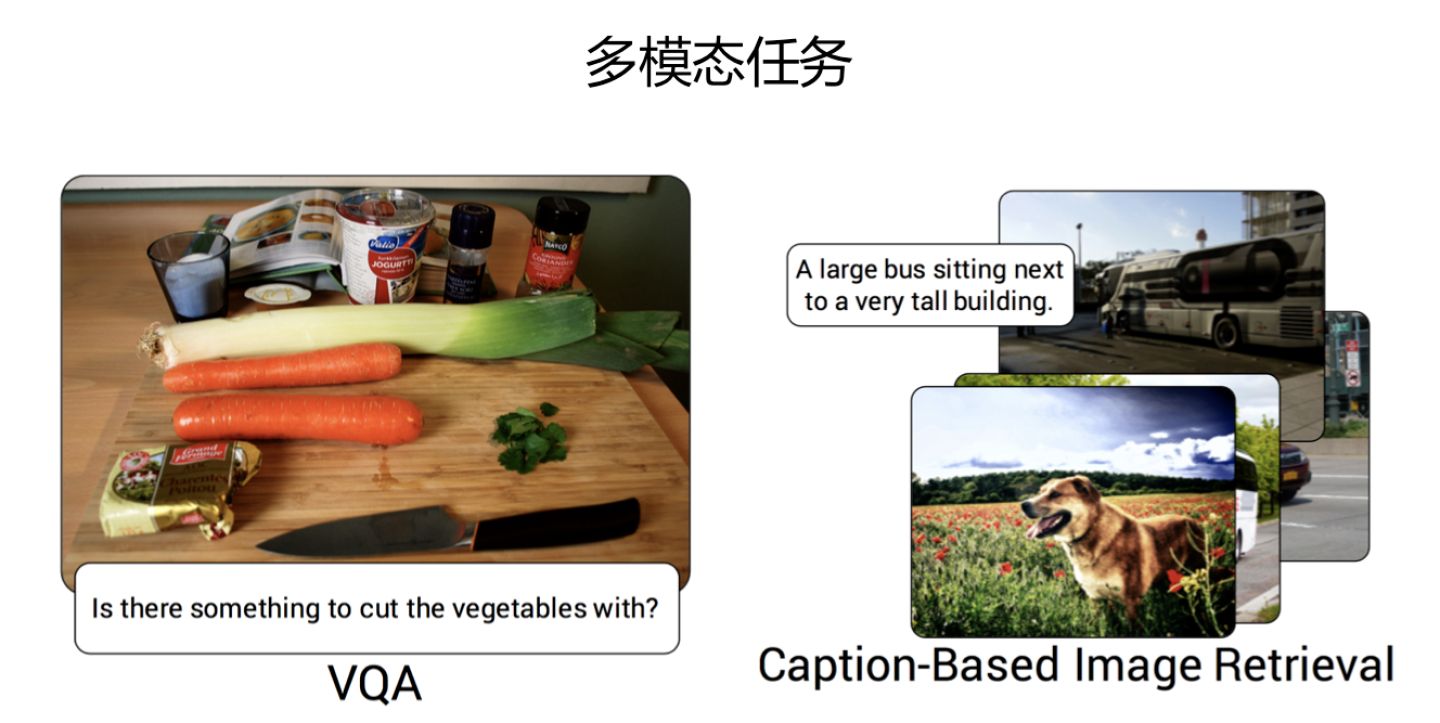 多模态任务
Valio
JOGURTTI
NATCO
CORIANDER
Grand
Fermage
Charentes
Poitou
Is there something to cut the vegetables with?
VQA
A large bus sitting next
to a very tall building.
Caption-Based Image Retrieval